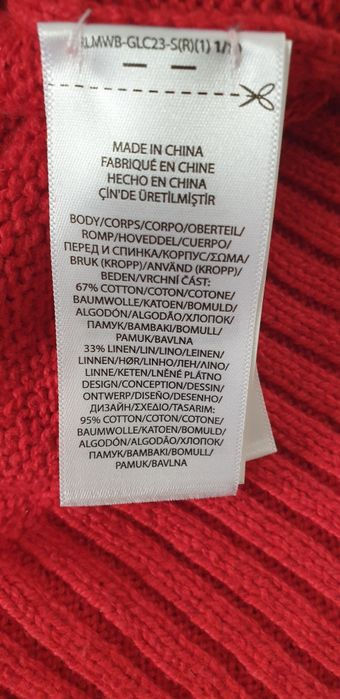 RLMWB-GLC23-S(R)(1)
MADE IN CHINA
FABRIQUÉ EN CHINE
HECHO EN CHINA
ÇİN'DE ÜRETİLMİŞTİR
BODY/CORPS/CORPO/OBERTEIL/
ROMP/HOVEDDEL/CUERPO/
ПЕРЕД И СПИНКА/КОРПУС/ΣΩΜΑ/
BRUK (KROPP)/ANVÄND (KROPP)/
BEDEN/VRCHNÍ ČÁST:
67% COTTON/COTON/COTONE/
BAUMWOLLE/KATOEN/BOMULD/
ALGODÓN/ALGODÃO/ХЛОПОК/
ПАМУК/BAMBAKI/BOMULL/
PAMUK/BAVLNA
33% LINEN/LIN/LINO/LEINEN/
LINNEN/HØR/LINHO/ЛЕН/ΛΙΝΟ/
LINNE/KETEN/LNĚNÉ PLÁTNO
DESIGN/CONCEPTION/DESSIN/
ONTWERP/DISEÑO/DESENHO/
ДИЗАЙН/ΣΧΕΔΙΟ/TASARIM:
95% COTTON/COTON/COTONE/
BAUMWOLLE/KATOEN/BOMULD/
ALGODÓN/ALGODÃO/ХЛОПОК/
ПАМУК/BAMBAKI/BOMULL/
PAMUK/BAVLNA